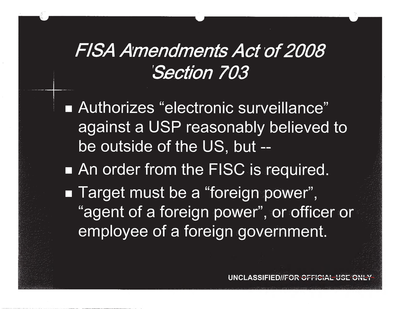 FISA Amendments Act of 2008
Section 703
Authorizes “electronic surveillance”
against a USP reasonably believed to
be outside of the US, but --
An order from the FISC is required.
Target must be a “foreign power”,
“agent of a foreign power”, or officer or
employee of a foreign government.
UNCLASSIFIED//FOR OFFICIAL USE ONLY